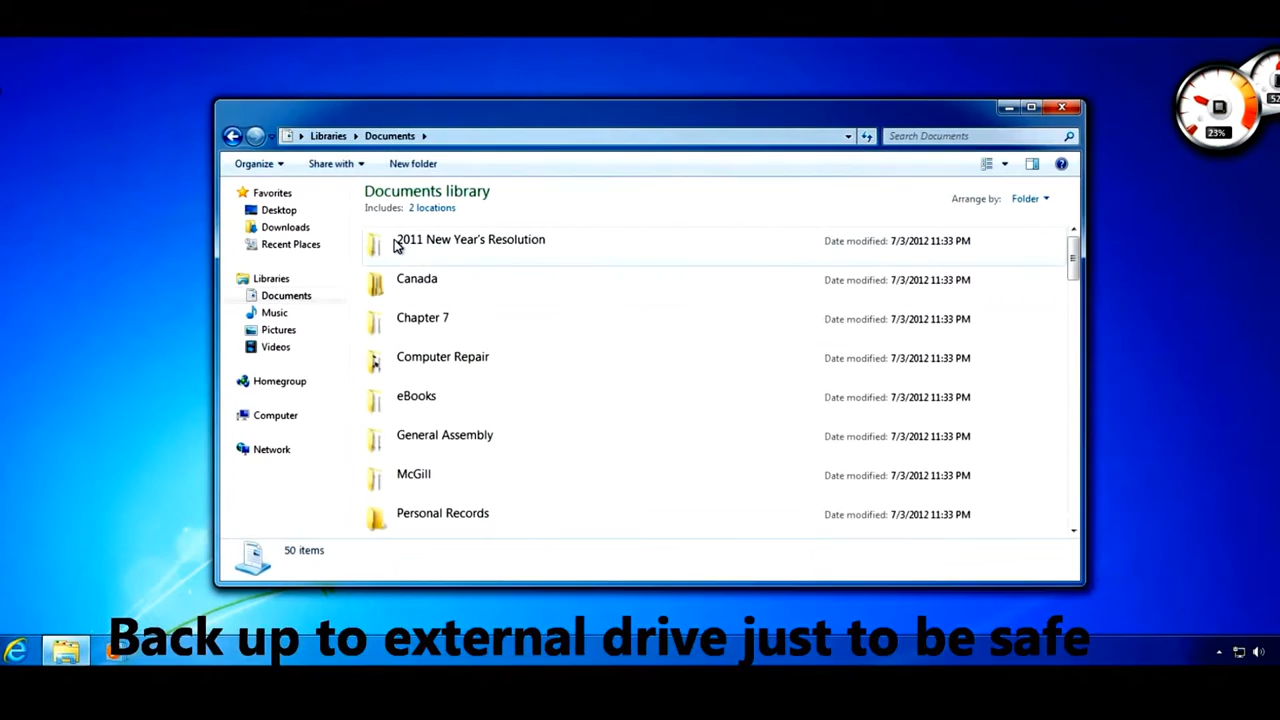 Libraries Documents
Search Documents
Organize Share with New folder
Favorites
Desktop
Downloads
Recent Places
Libraries
Documents
Music
Pictures
Videos
Homegroup
Computer
Network
Documents library
Includes: 2 locations
Arrange by: Folder
2011 New Year's Resolution Date modified: 7/3/2012 11:33 PM
Canada Date modified: 7/3/2012 11:33 PM
Chapter 7 Date modified: 7/3/2012 11:33 PM
Computer Repair Date modified: 7/3/2012 11:33 PM
eBooks Date modified: 7/3/2012 11:33 PM
General Assembly Date modified: 7/3/2012 11:33 PM
McGill Date modified: 7/3/2012 11:33 PM
Personal Records Date modified: 7/3/2012 11:33 PM
50 items
23%
Back up to external drive just to be safe